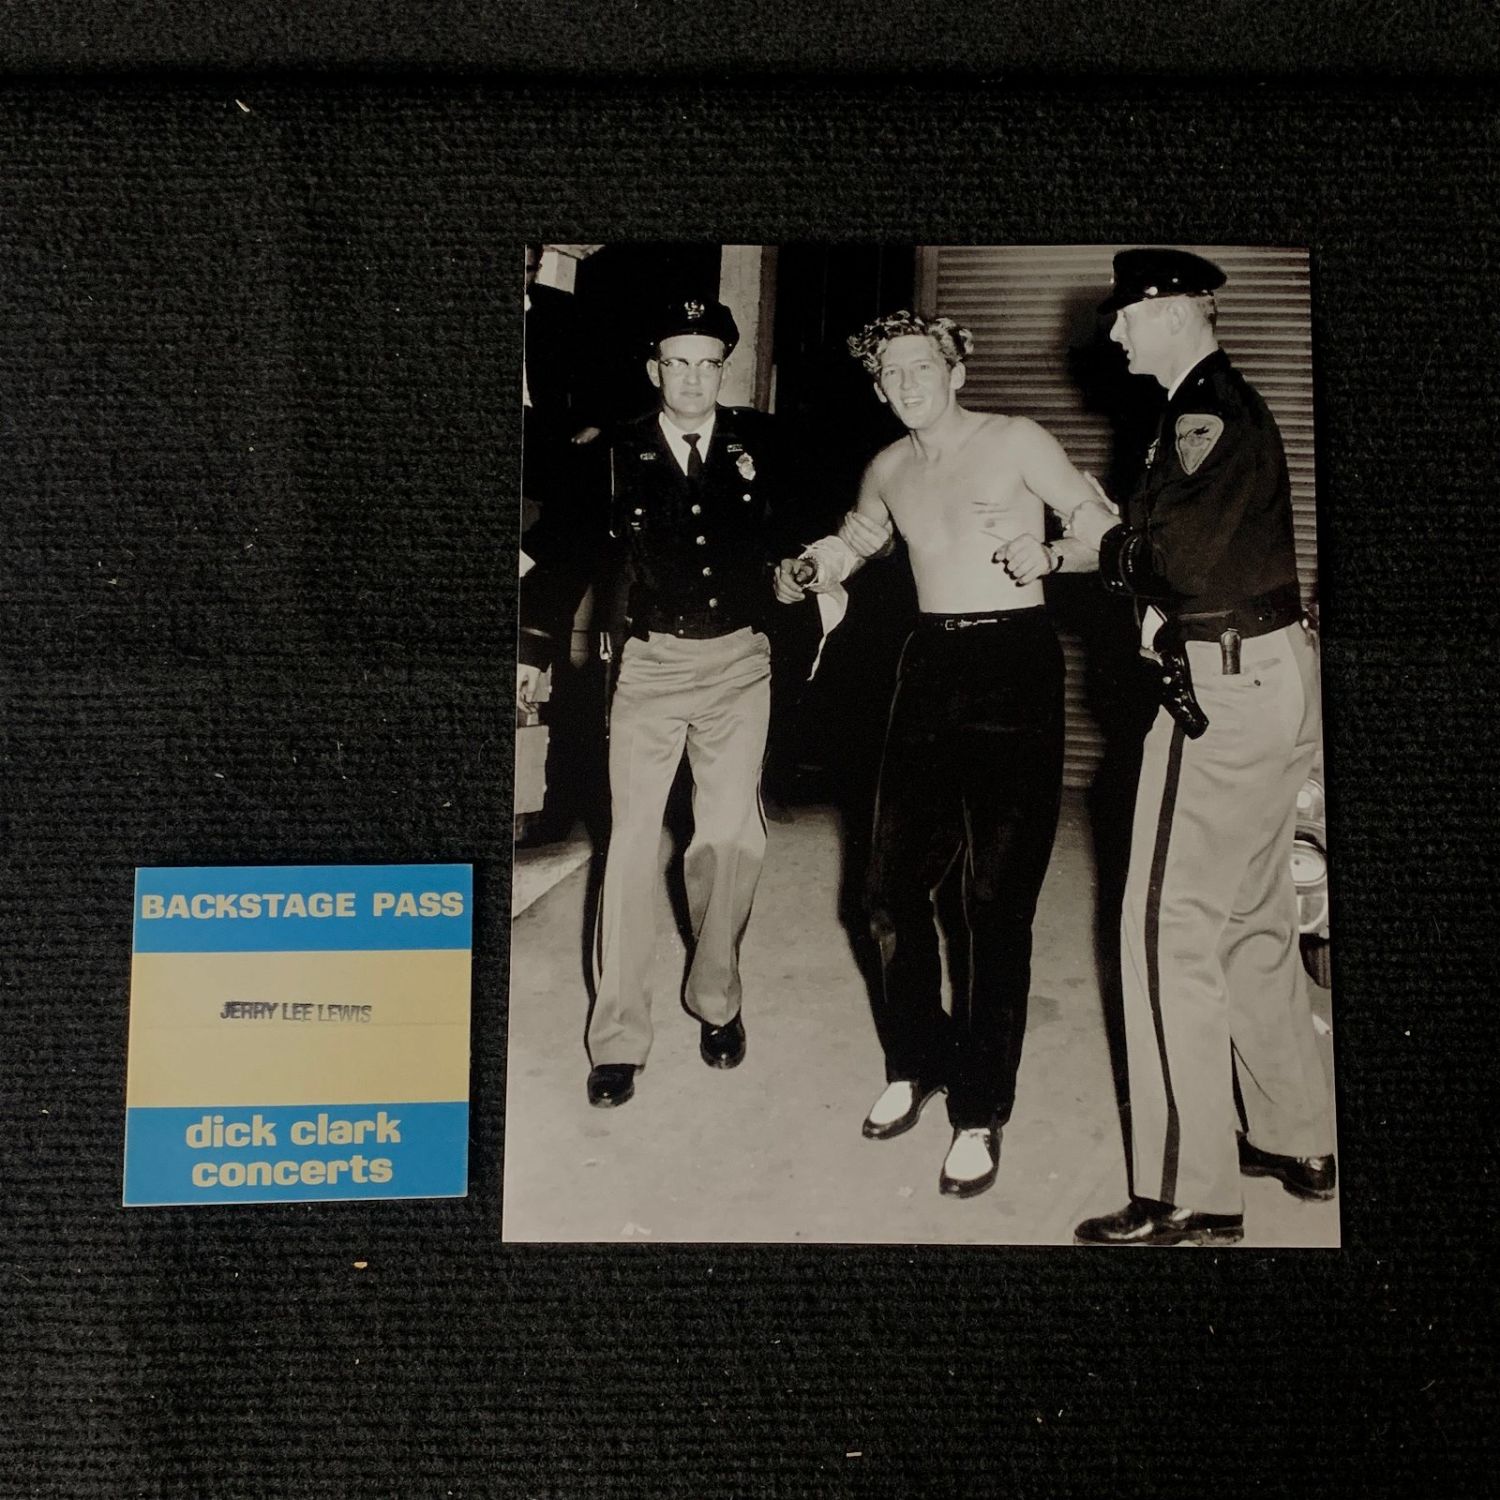 BACKSTAGE PASS
JERRY LEE LEWIS
dick clark
concerts